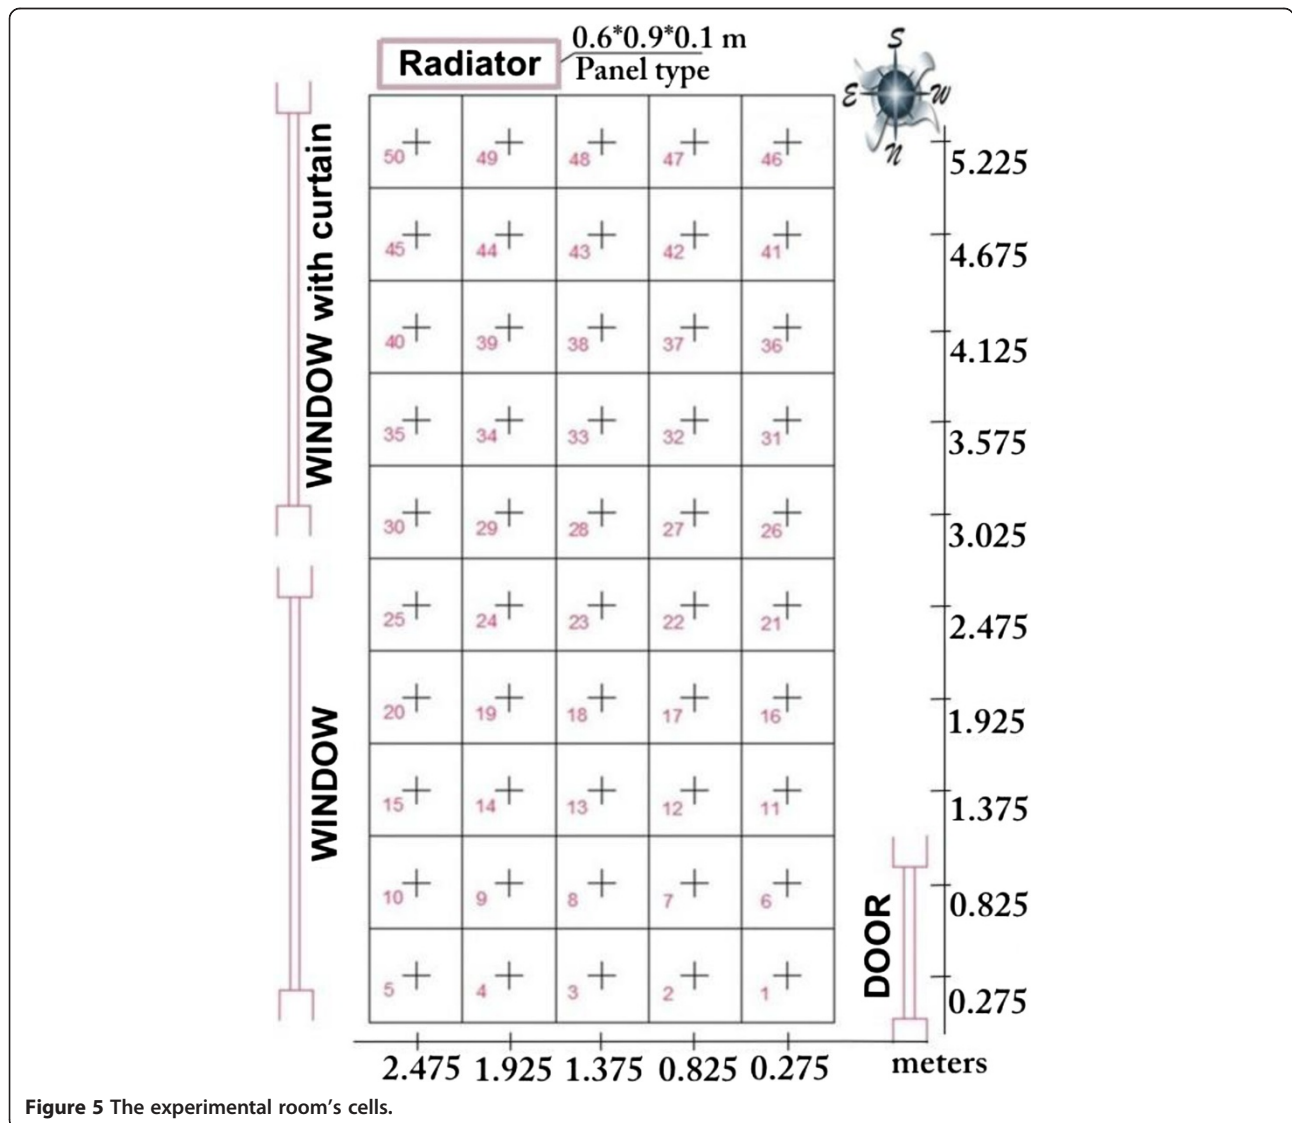 Radiator
0.6*0.9*0.1 m
Panel type
S
E W
N
WINDOW with curtain
WINDOW
DOOR
50 49 48 47 46
45 44 43 42 41
40 39 38 37 36
35 34 33 32 31
30 29 28 27 26
25 24 23 22 21
20 19 18 17 16
15 14 13 12 11
10 9 8 7 6
5 4 3 2 1
5.225
4.675
4.125
3.575
3.025
2.475
1.925
1.375
0.825
0.275
2.475 1.925 1.375 0.825 0.275 meters
Figure 5 The experimental room's cells.